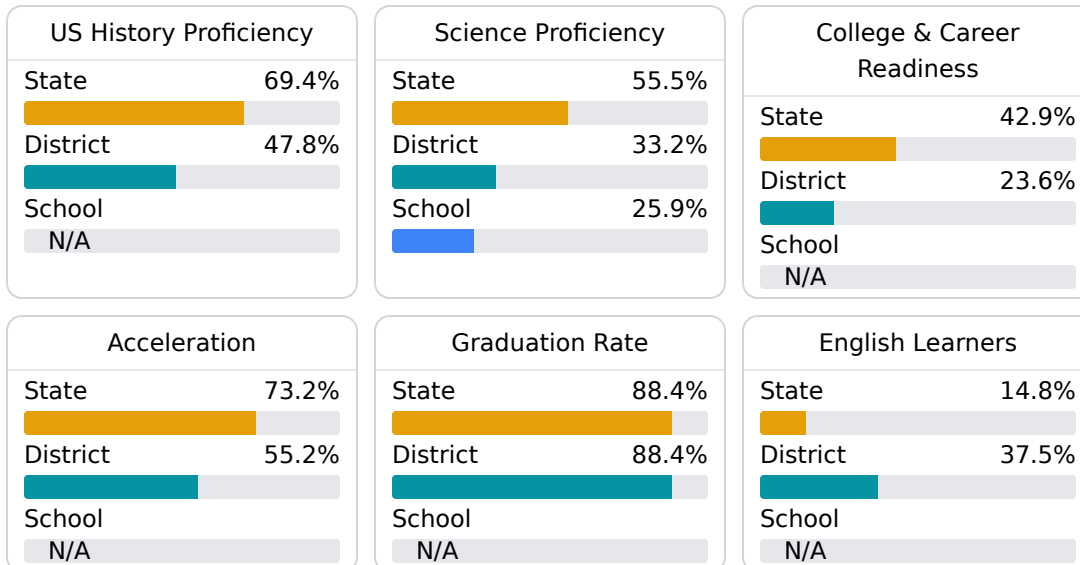 US History Proficiency
State 69.4%
District 47.8%
School
N/A
Science Proficiency
State 55.5%
District 33.2%
School 25.9%
College & Career
Readiness
State 42.9%
District 23.6%
School
N/A
Acceleration
State 73.2%
District 55.2%
School
N/A
Graduation Rate
State 88.4%
District 88.4%
School
N/A
English Learners
State 14.8%
District 37.5%
School
N/A